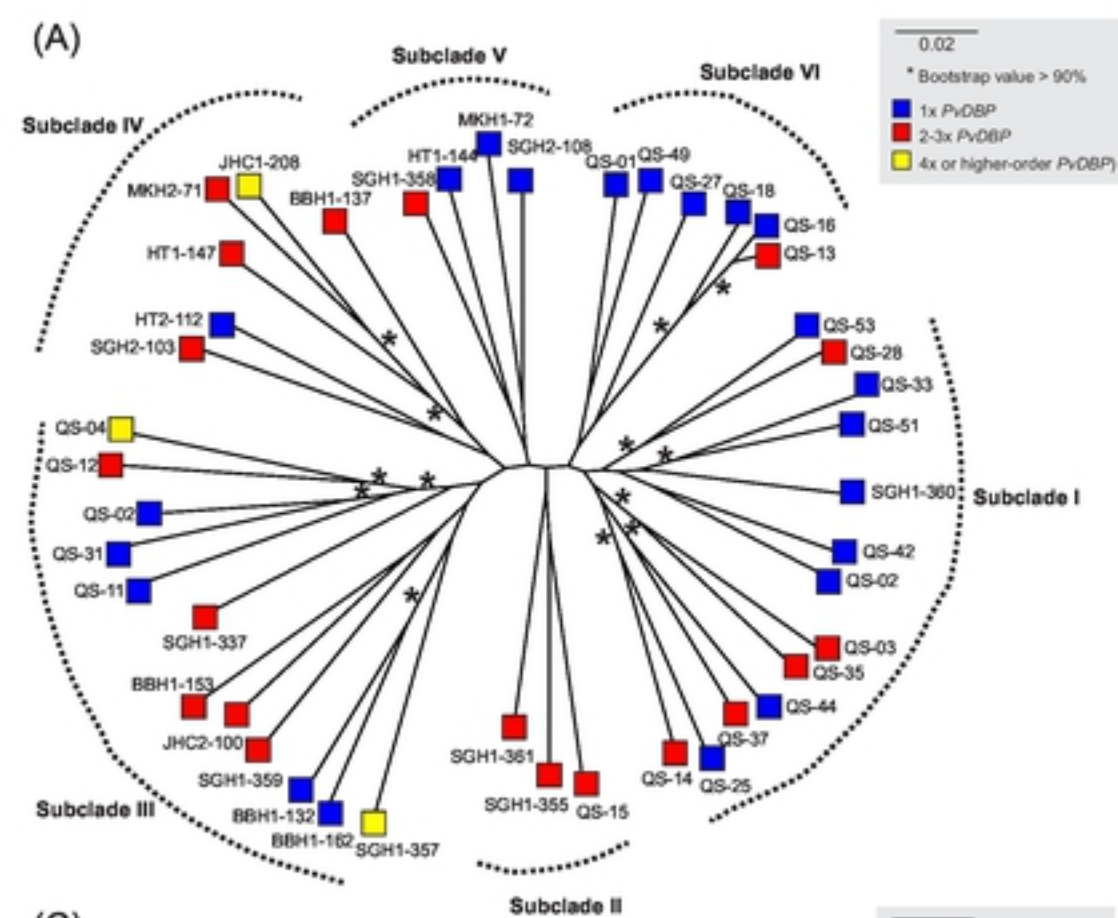 (A)
Subclade V
Subclade VI
Subclade IV
0.02
* Bootstrap value > 90%
1x PvDBP
2-3x PvDBP
4x or higher-order PvDBP)
MKH1-72
HT1-144
SGH2-108
QS-01
QS-49
JHC1-208
MKH2-71
BBH1-137
SGH1-358
QS-27
QS-18
QS-16
QS-13
HT1-147
HT2-112
SGH2-103
QS-53
QS-28
QS-33
QS-51
QS-04
QS-12
QS-02
QS-31
QS-11
SGH1-360
Subclade I
QS-42
QS-02
SGH1-337
QS-03
QS-35
BBH1-153
QS-44
JHC2-100
QS-37
SGH1-359
SGH1-361
QS-14
QS-25
Subclade III
BBH1-132
SGH1-355
QS-15
BBH1-162
SGH1-357
Subclade II